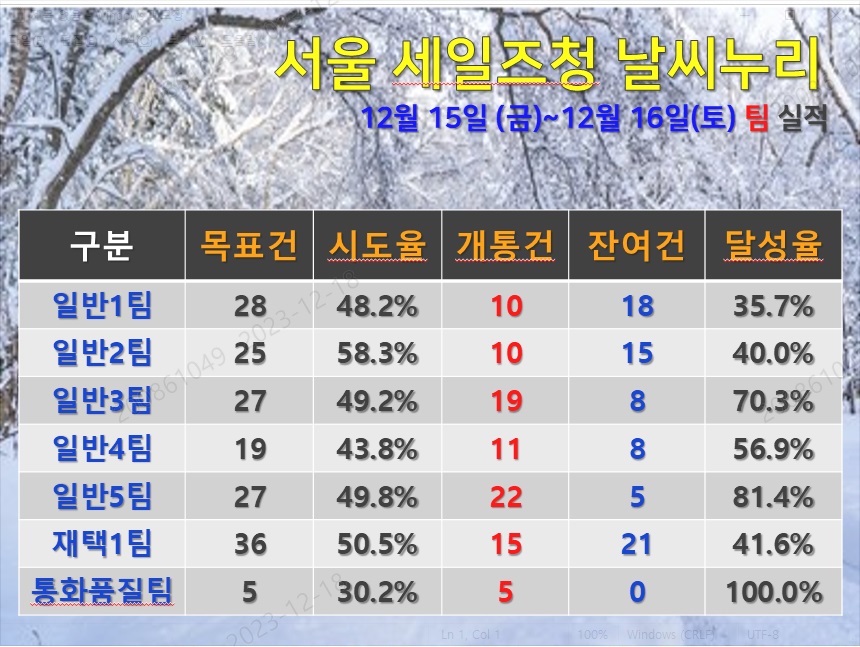 서울 세일즈청 날씨누리
12월 15일 (금)~12월 16일(토) 팀 실적
구분 목표건 시도율 개통건 잔여건 달성율
일반1팀 28 48.2% 10 18 35.7%
일반2팀 25 58.3% 10 15 40.0%
일반3팀 27 49.2% 19 8 70.3%
일반4팀 19 43.8% 11 8 56.9%
일반5팀 27 49.8% 22 5 81.4%
재택1팀 36 50.5% 15 21 41.6%
통화품질팀 5 30.2% 5 0 100.0%
2023-12-18
2023-12-18
Ln 1, Col 1 100% Windows (CRLF) UTF-8